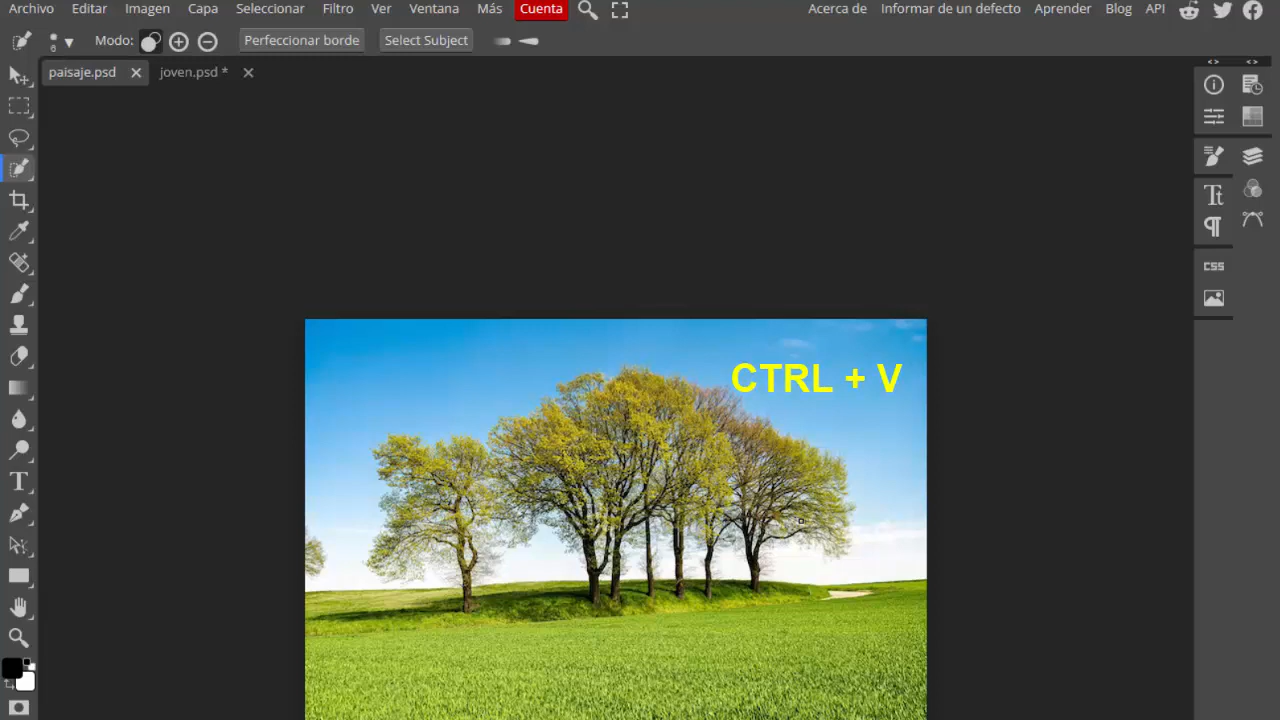 Archivo Editar Imagen Capa Seleccionar Filtro Ver Ventana Más Cuenta Acerca de Informar de un defecto Aprender Blog API
6 Modo: Perfeccionar borde Select Subject
paisaje.psd joven.psd *
CTRL + V
CSS